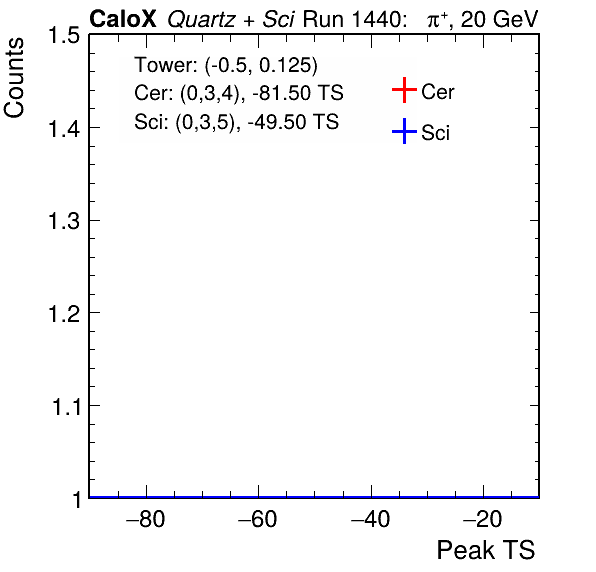 CaloX Quartz + Sci Run 1440: π⁺, 20 GeV
Counts
1.5
1.4
1.3
1.2
1.1
1
Tower: (-0.5, 0.125)
Cer: (0,3,4), -81.50 TS
Sci: (0,3,5), -49.50 TS
Cer
Sci
−80 −60 −40 −20
Peak TS